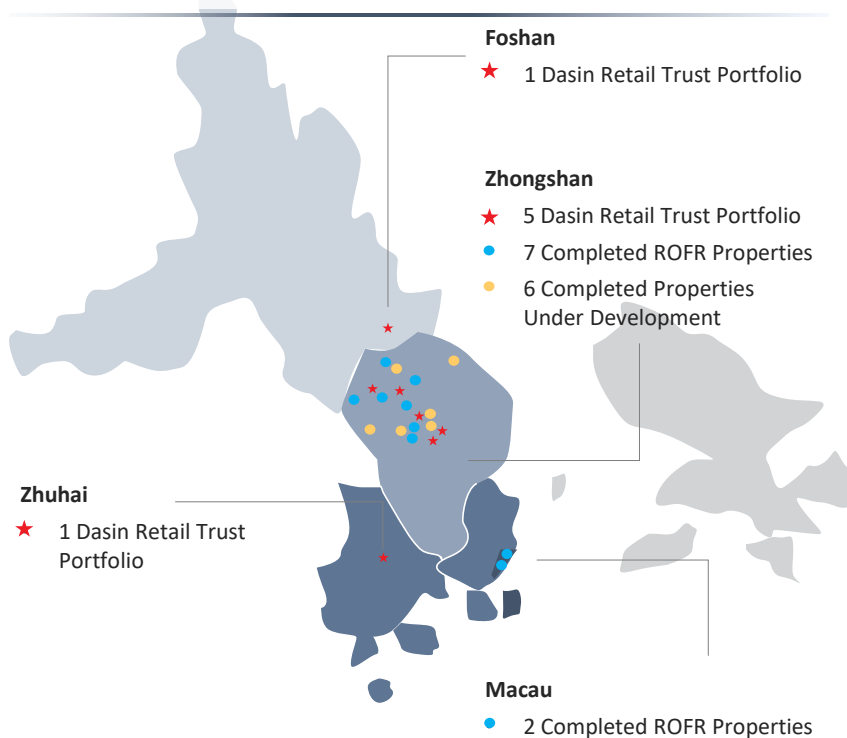 Foshan
1 Dasin Retail Trust Portfolio
Zhongshan
5 Dasin Retail Trust Portfolio
7 Completed ROFR Properties
6 Completed Properties
Under Development
Zhuhai
1 Dasin Retail Trust
Portfolio
Macau
2 Completed ROFR Properties